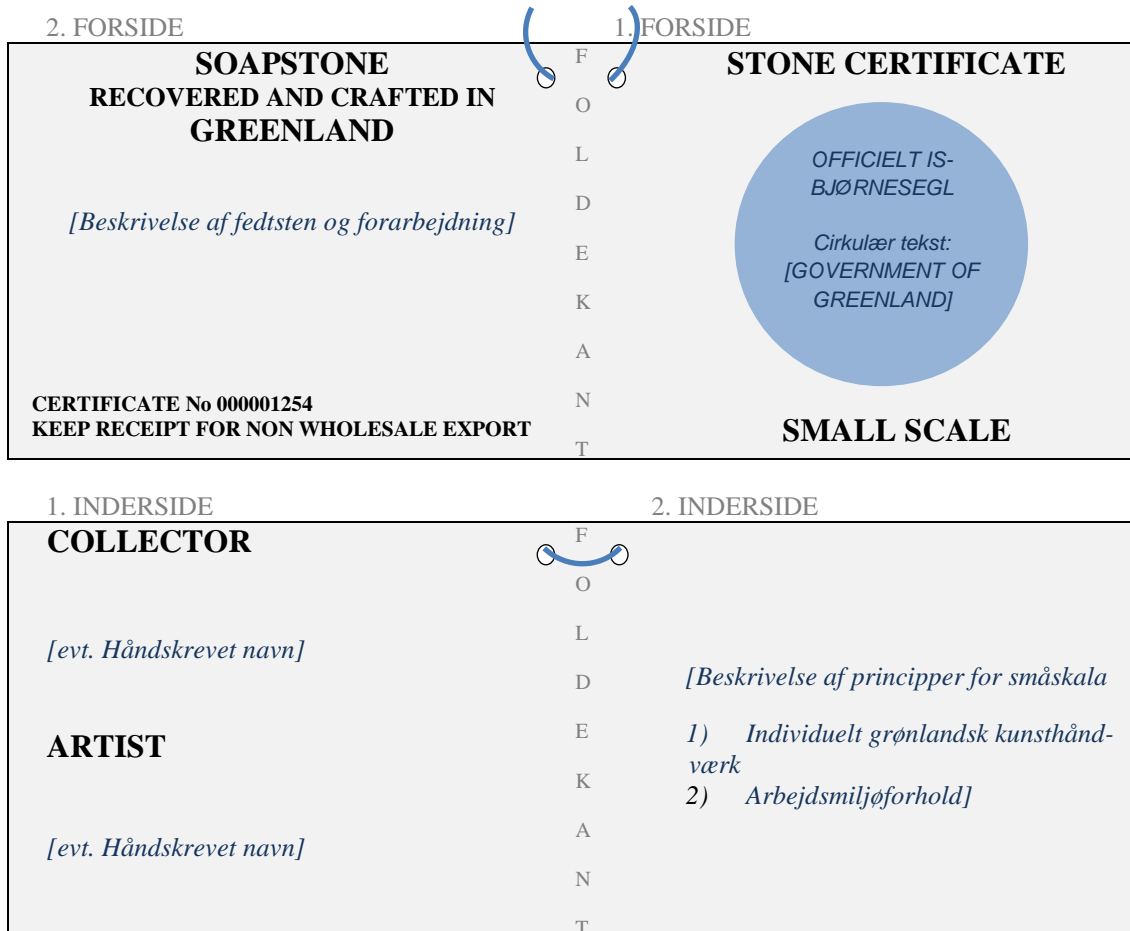 2. FORSIDE
SOAPSTONE
RECOVERED AND CRAFTED IN
GREENLAND
[Beskrivelse af fedtsten og forarbejdning]
CERTIFICATE No 000001254
KEEP RECEIPT FOR NON WHOLESALE EXPORT
F
O
L
D
E
K
A
N
T
1. FORSIDE
STONE CERTIFICATE
OFFICIELT IS-
BJØRNESEGL
Cirkulær tekst:
[GOVERNMENT OF
GREENLAND]
SMALL SCALE
1. INDERSIDE
COLLECTOR
[evt. Håndskrevet navn]
ARTIST
[evt. Håndskrevet navn]
F
O
L
D
E
K
A
N
T
2. INDERSIDE
[Beskrivelse af principper for småskala
1) Individuelt grønlandsk kunsthånd-
værk
2) Arbejdsmiljøforhold]